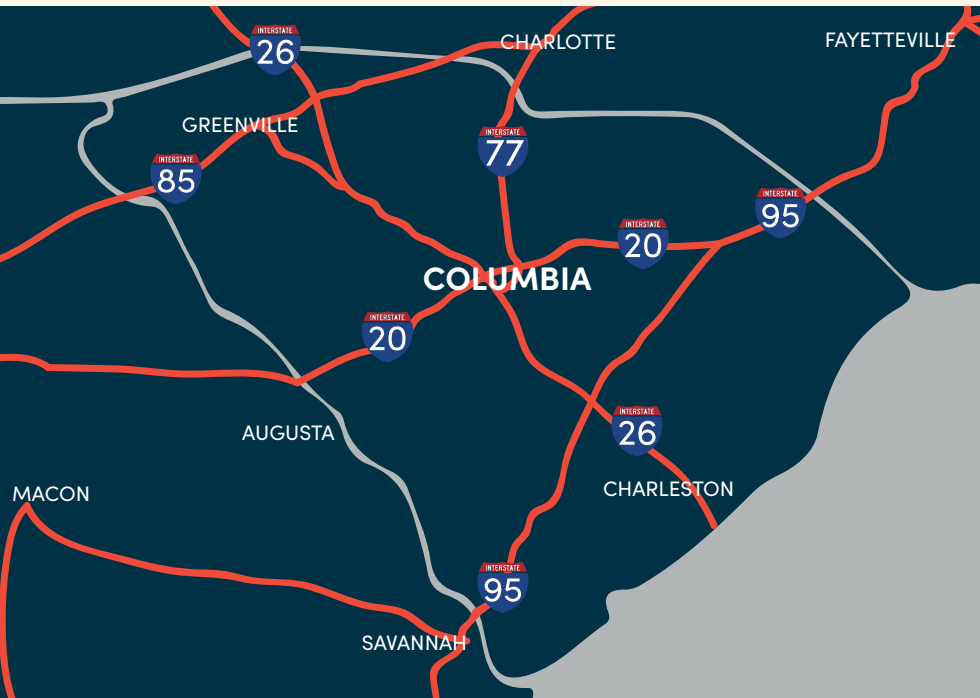 INTERSTATE
26
CHARLOTTE
FAYETTEVILLE
GREENVILLE
INTERSTATE
77
INTERSTATE
85
INTERSTATE
95
INTERSTATE
20
COLUMBIA
INTERSTATE
20
INTERSTATE
26
AUGUSTA
CHARLESTON
MACON
INTERSTATE
95
SAVANNAH